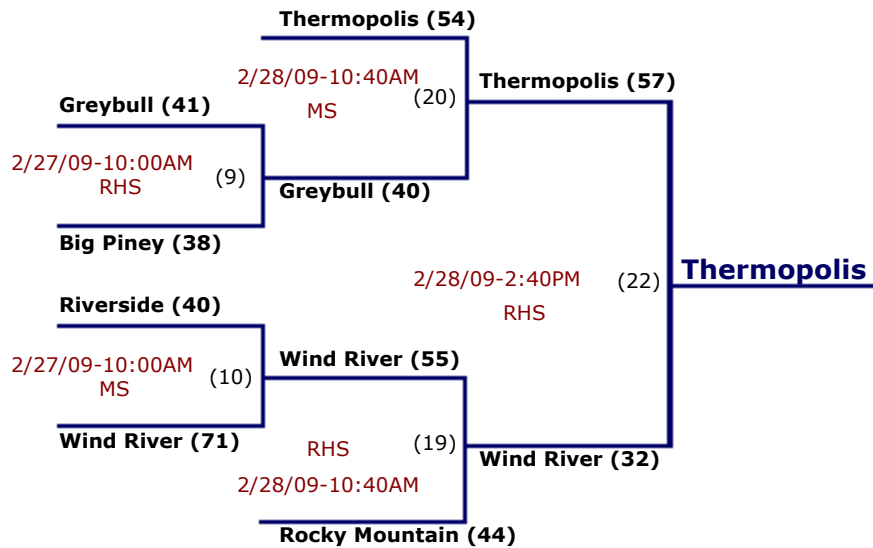 Thermopolis (54)
2/28/09-10:40AM
MS
(20)
Thermopolis (57)
Greybull (41)
2/27/09-10:00AM
RHS
(9)
Greybull (40)
Big Piney (38)
2/28/09-2:40PM
RHS
(22)
Thermopolis
Riverside (40)
2/27/09-10:00AM
MS
(10)
Wind River (55)
Wind River (71)
RHS
2/28/09-10:40AM
(19)
Wind River (32)
Rocky Mountain (44)